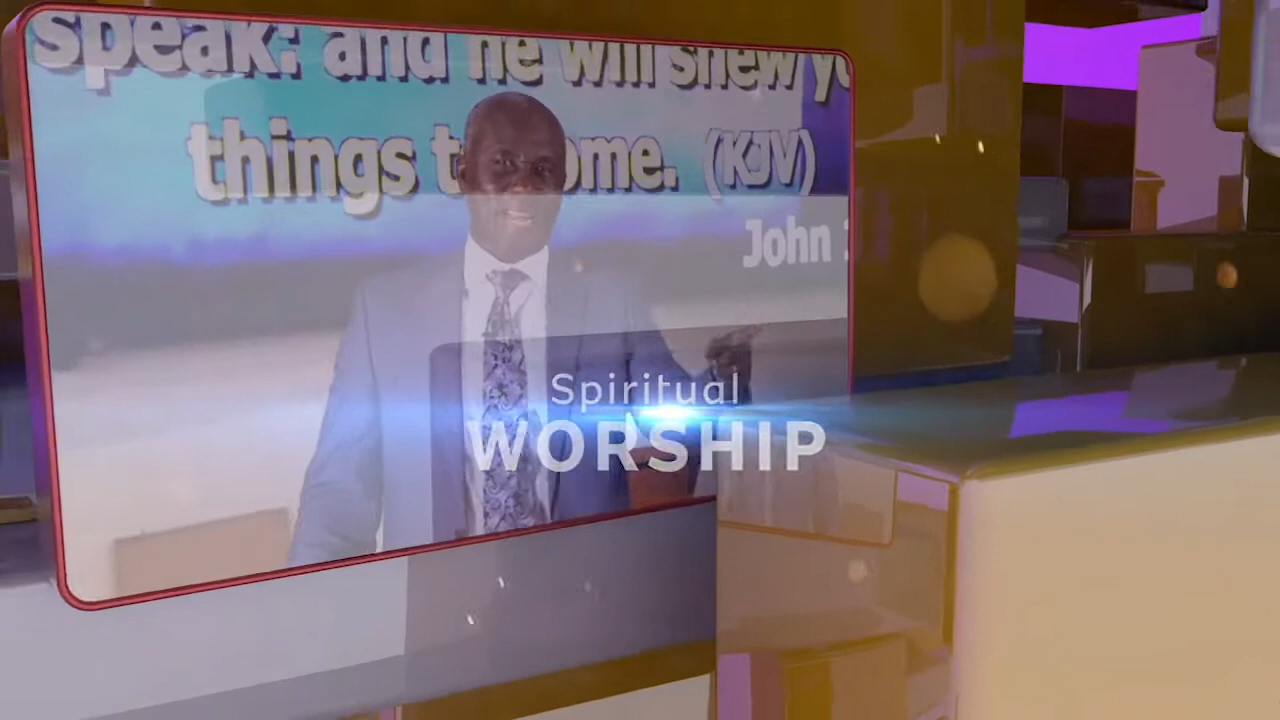 speak: and he will shew
things t ome. (KJV)
John
Spiritual
WORSHIP